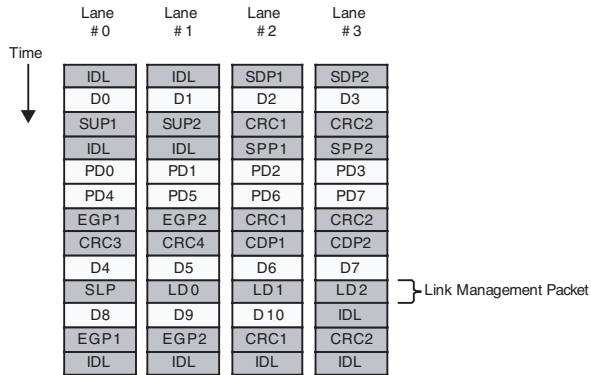 Lane Lane Lane Lane
# 0 # 1 # 2 # 3
Time
IDL IDL SDP1 SDP2
D0 D1 D2 D3
SUP1 SUP2 CRC1 CRC2
IDL IDL SPP1 SPP2
PD0 PD1 PD2 PD3
PD4 PD5 PD6 PD7
EGP1 EGP2 CRC1 CRC2
CRC3 CRC4 CDP1 CDP2
D4 D5 D6 D7
SLP LD0 LD1 LD2 Link Management Packet
D8 D9 D10 IDL
EGP1 EGP2 CRC1 CRC2
IDL IDL IDL IDL